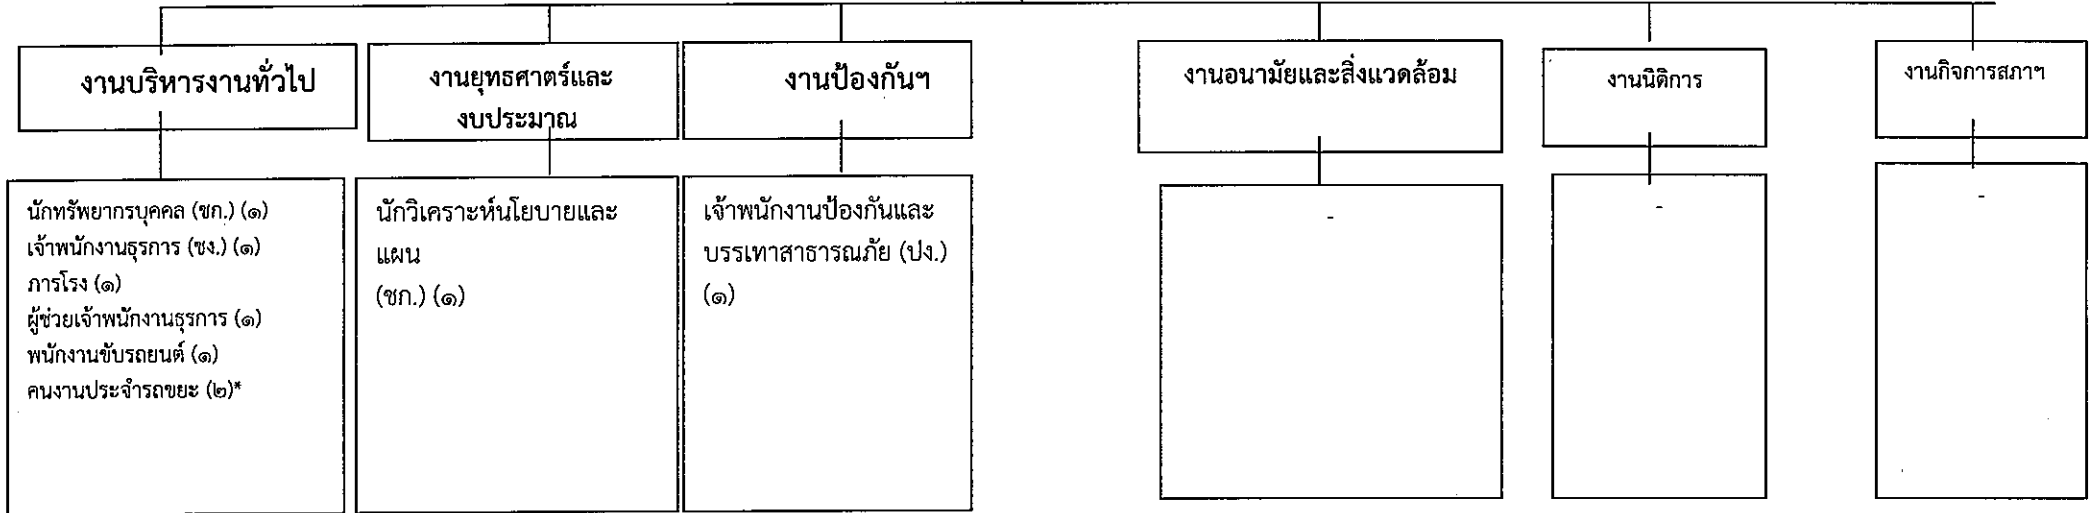 งานบริหารงานทั่วไป
งานยุทธศาตร์และ
งบประมาณ
งานป้องกันฯ
งานอนามัยและสิ่งแวดล้อม
งานนิติการ
งานกิจการสภาฯ
นักทรัพยากรบุคคล (ชก.) (๑)
เจ้าพนักงานธุรการ (ชง.) (๑)
ภารโรง (๑)
ผู้ช่วยเจ้าพนักงานธุรการ (๑)
พนักงานขับรถยนต์ (๑)
คนงานประจำรถขยะ (๒)*
นักวิเคราะห์นโยบายและ
แผน
(ชก.) (๑)
เจ้าพนักงานป้องกันและ
บรรเทาสาธารณภัย (ปง.)
(๑)
-
-
-